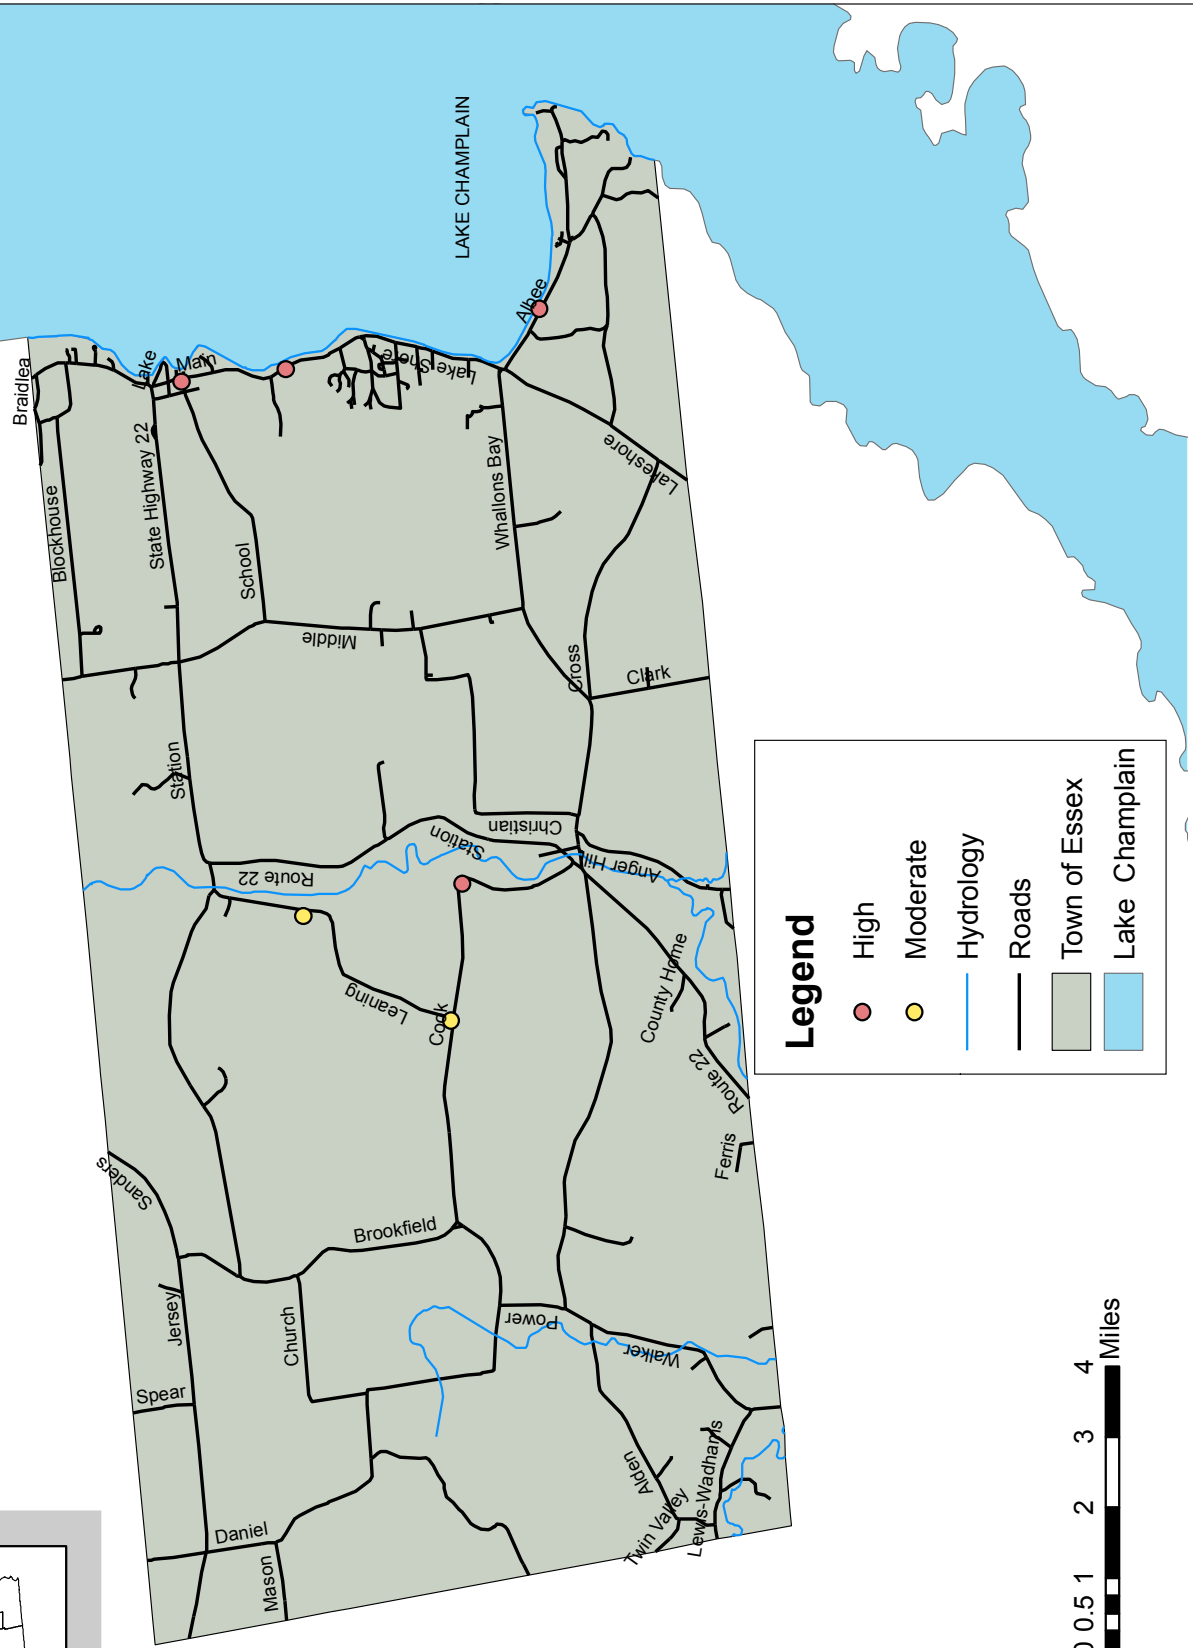 LAKE CHAMPLAIN
Braidlea
Lake
Main
Albee
Lake Shore
Blockhouse
State Highway 22
School
Whallons Bay
Lakeshore
Middle
Cross
Clark
Station
Route 22
Station
Christian
Anger Hill
Leaning
Cook
County Home
Route 22
Ferris
Sanders
Jersey
Brookfield
Church
Spear
Power
Walker
Alden
Twin Valley
Lewis-Wadhams
Daniel
Mason
Legend
High
Moderate
Hydrology
Roads
Town of Essex
Lake Champlain
0 0.5 1 2 3 4
Miles